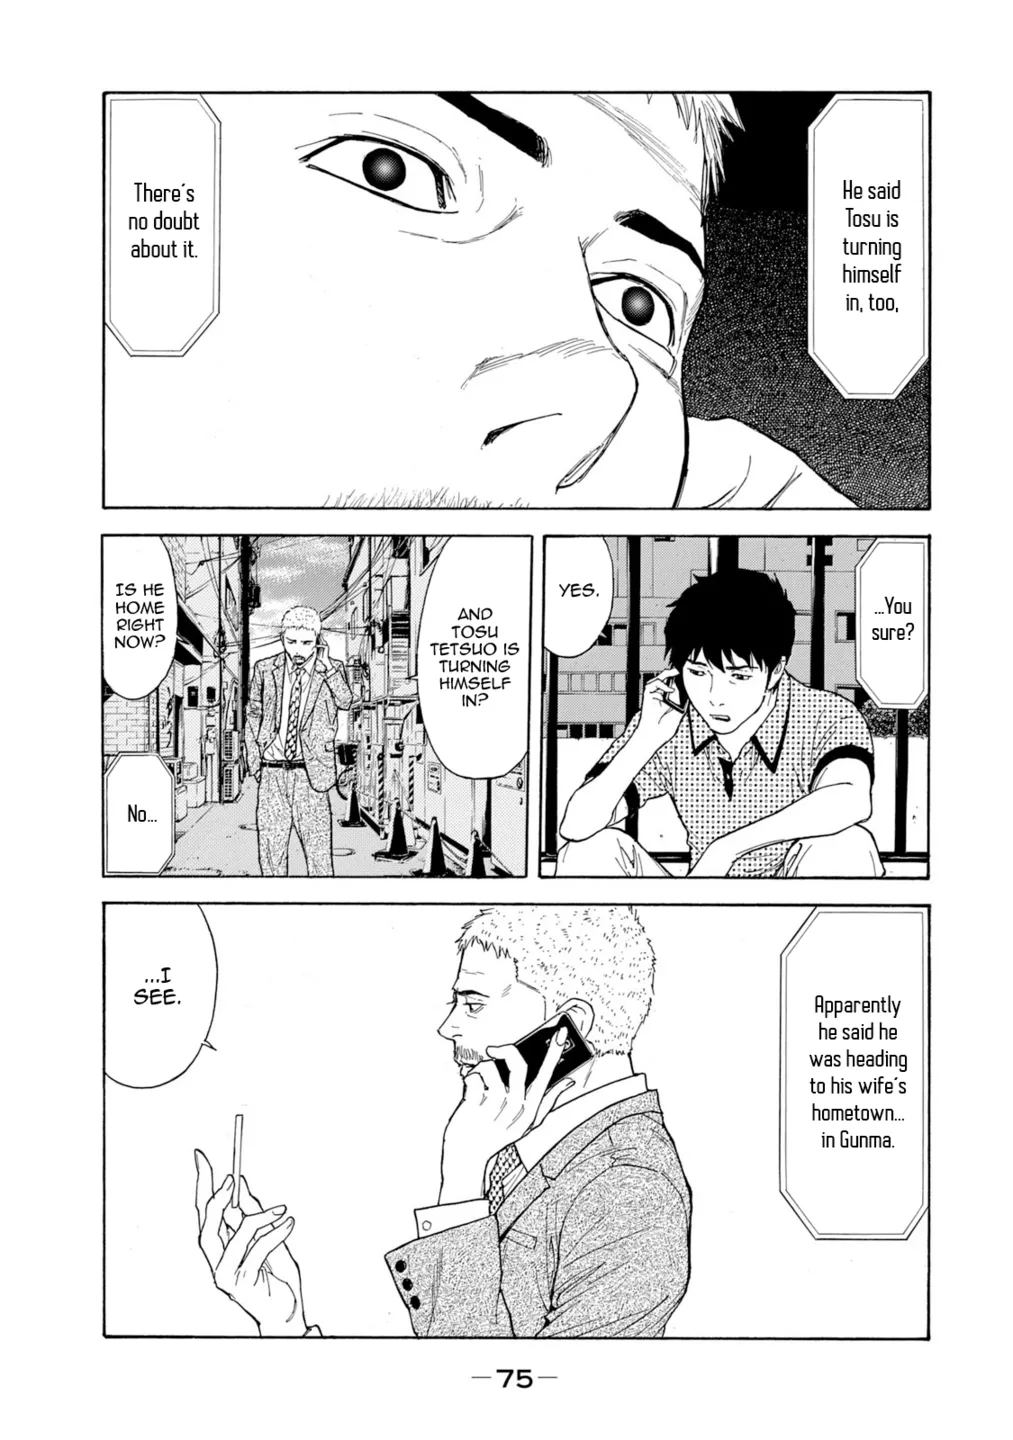 He said
Tosu is
turning
himself
in, too,
There's
no doubt
about it.
...You
sure?
YES.
AND
TOSU
TETSUO IS
TURNING
HIMSELF
IN?
IS HE
HOME
RIGHT
NOW?
No...
Apparently
he said he
was heading
to his wife's
hometown...
in Gunma.
...I
SEE.
—75—